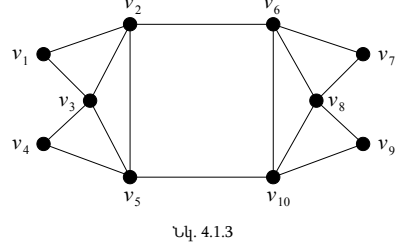 v₂ v₆
v₁ v₇
v₃ v₈
v₄ v₉
v₅ v₁₀
Նկ. 4.1.3